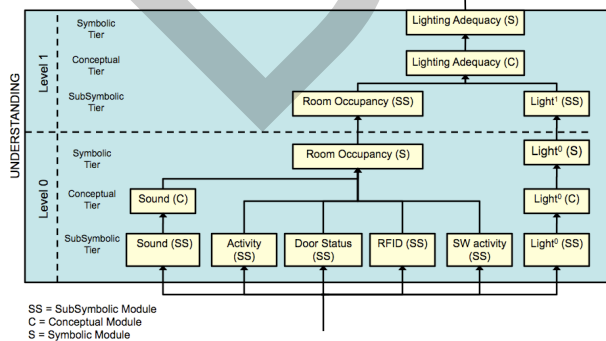 Symbolic
Tier
Lighting Adequacy (S)
Conceptual
Tier
Lighting Adequacy (C)
SubSymbolic
Tier
Room Occupancy (SS)
Light¹ (SS)
Level 1
UNDERSTANDING
Symbolic
Tier
Room Occupancy (S)
Light⁰ (S)
Conceptual
Tier
Sound (C)
Light⁰ (C)
Level 0
SubSymbolic
Tier
Sound (SS)
Activity
(SS)
Door Status
(SS)
RFID (SS)
SW activity
(SS)
Light⁰ (SS)
SS = SubSymbolic Module
C = Conceptual Module
S = Symbolic Module